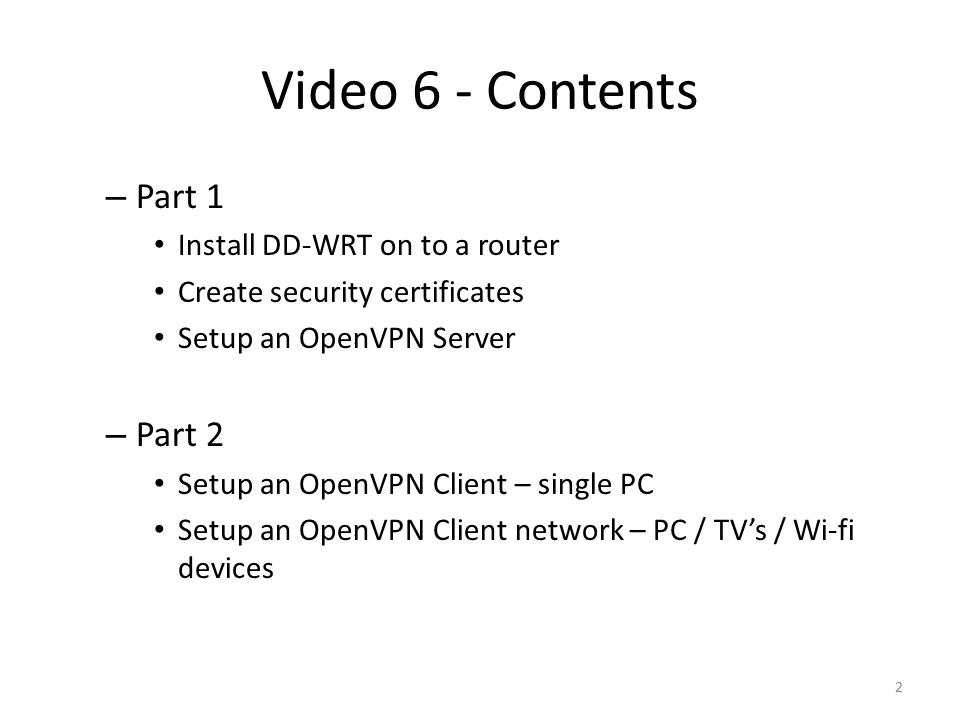 Video 6 - Contents
– Part 1
• Install DD-WRT on to a router
• Create security certificates
• Setup an OpenVPN Server
– Part 2
• Setup an OpenVPN Client – single PC
• Setup an OpenVPN Client network – PC / TV’s / Wi-fi
devices
2